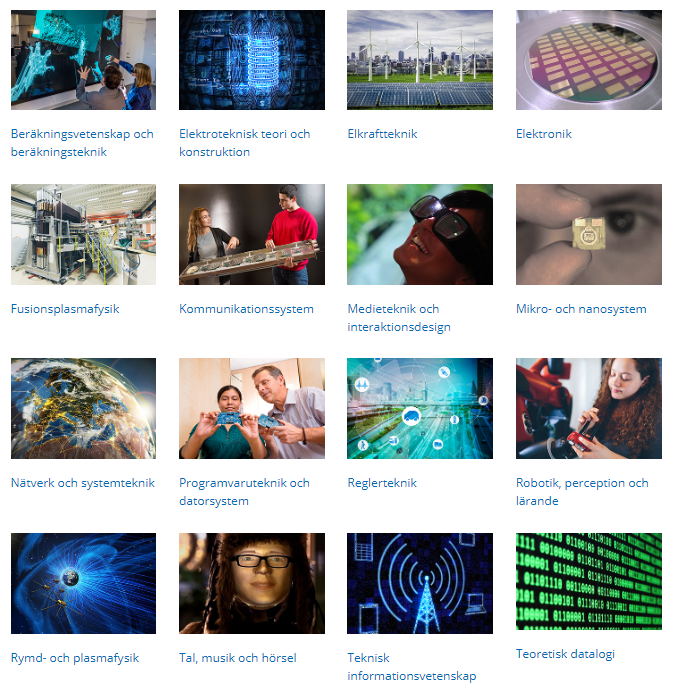 Beräkningsvetenskap och
beräkningsteknik
Elektroteknisk teori och
konstruktion
Elkraftteknik
Elektronik
Fusionsplasmafysik
Kommunikationssystem
Medieteknik och
interaktionsdesign
Mikro- och nanosystem
Nätverk och systemteknik
Programvaruteknik och
datorsystem
Reglerteknik
Robotik, perception och
lärande
Rymd- och plasmafysik
Tal, musik och hörsel
Teknisk
informationsvetenskap
Teoretisk datalogi